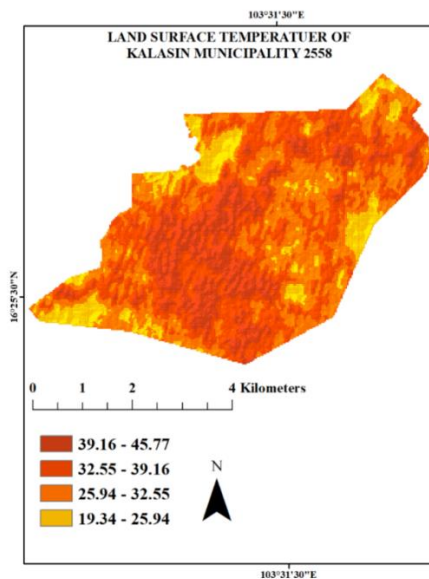 103°31'30"E
LAND SURFACE TEMPERATUER OF
KALASIN MUNICIPALITY 2558
16°25'30"N
0 1 2 4 Kilometers
39.16 - 45.77
32.55 - 39.16
25.94 - 32.55
19.34 - 25.94
N
103°31'30"E